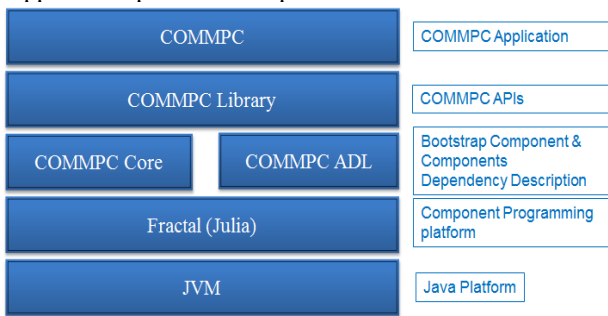 COMMPC
COMMPC Application
COMMPC Library
COMMPC APIs
COMMPC Core
COMMPC ADL
Bootstrap Component &
Components
Dependency Description
Fractal (Julia)
Component Programming
platform
JVM
Java Platform